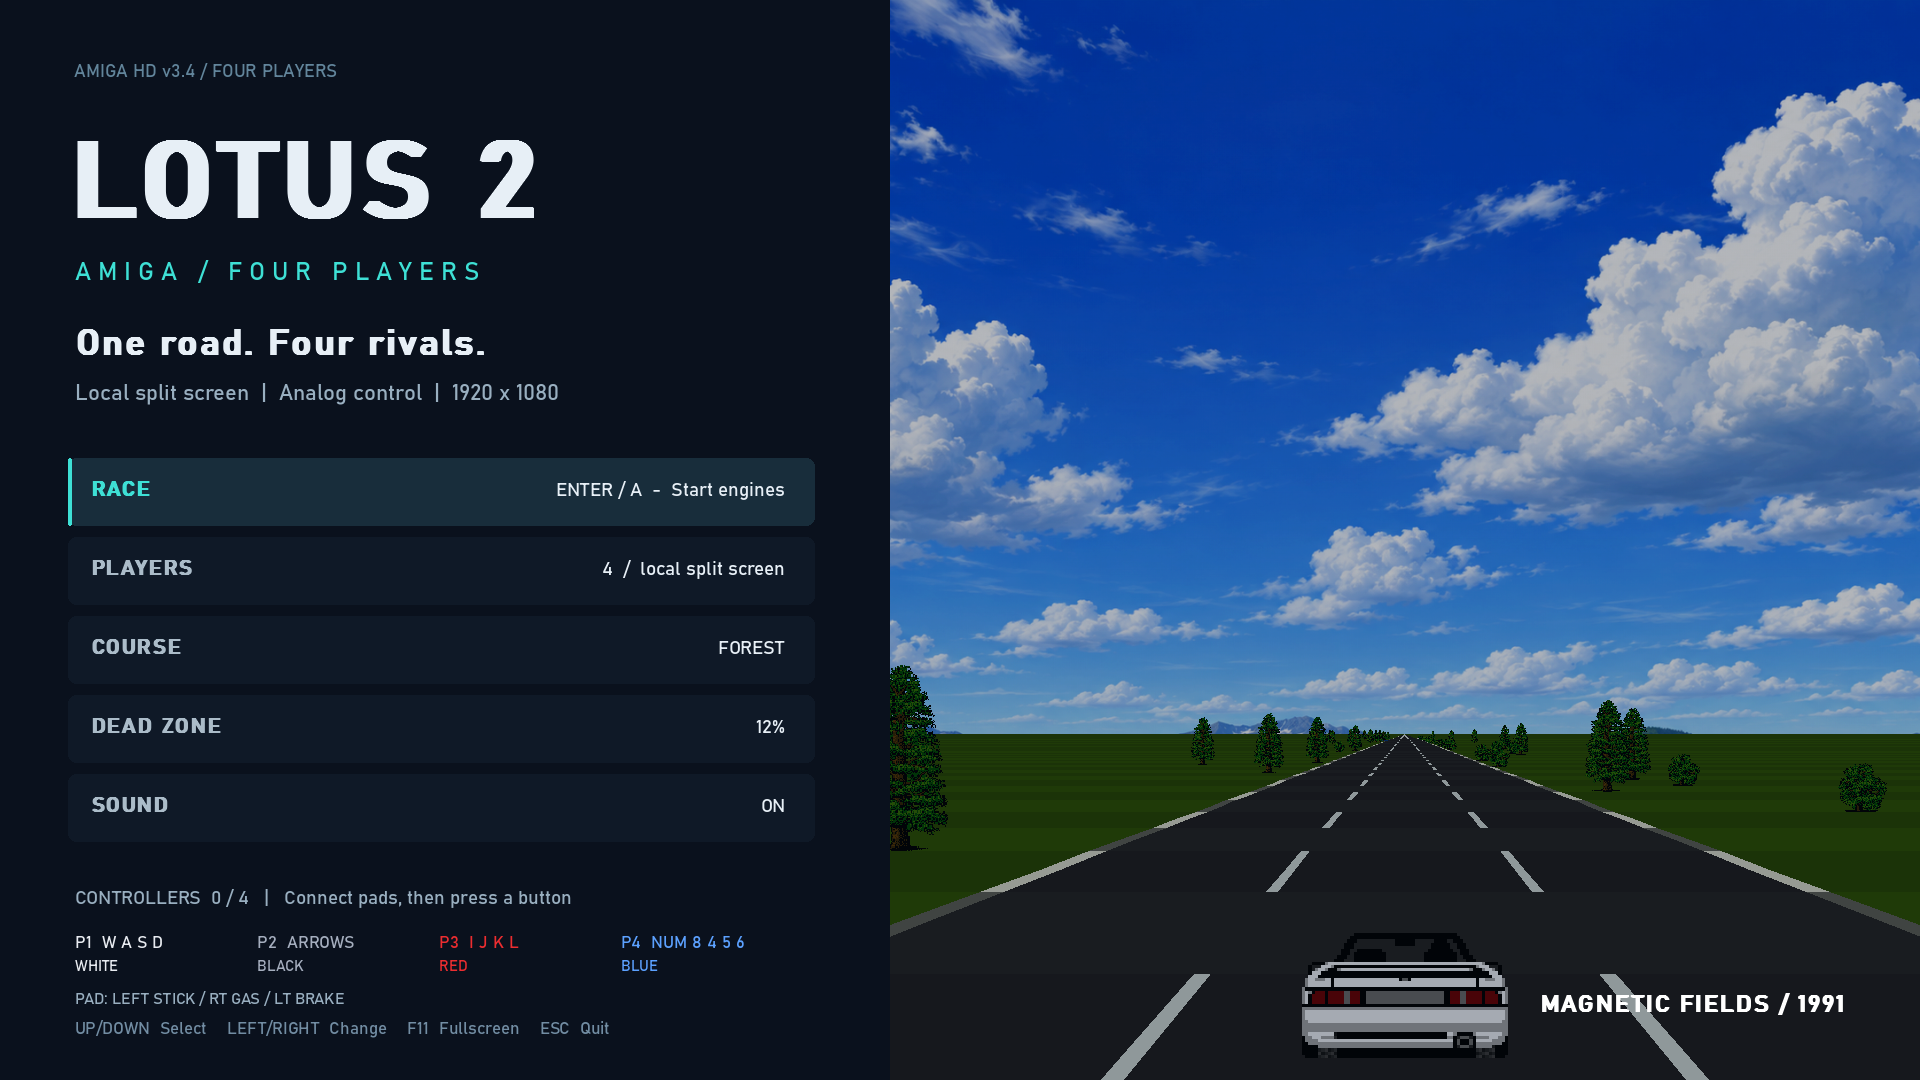 AMIGA HD v3.4 / FOUR PLAYERS
LOTUS 2
AMIGA / FOUR PLAYERS
One road. Four rivals.
Local split screen | Analog control | 1920 x 1080
RACE ENTER / A - Start engines
PLAYERS 4 / local split screen
COURSE FOREST
DEAD ZONE 12%
SOUND ON
CONTROLLERS 0 / 4 | Connect pads, then press a button
P1 W A S D P2 ARROWS P3 I J K L P4 NUM 8 4 5 6
WHITE BLACK RED BLUE
PAD: LEFT STICK / RT GAS / LT BRAKE
UP/DOWN Select LEFT/RIGHT Change F11 Fullscreen ESC Quit
MAGNETIC FIELDS / 1991